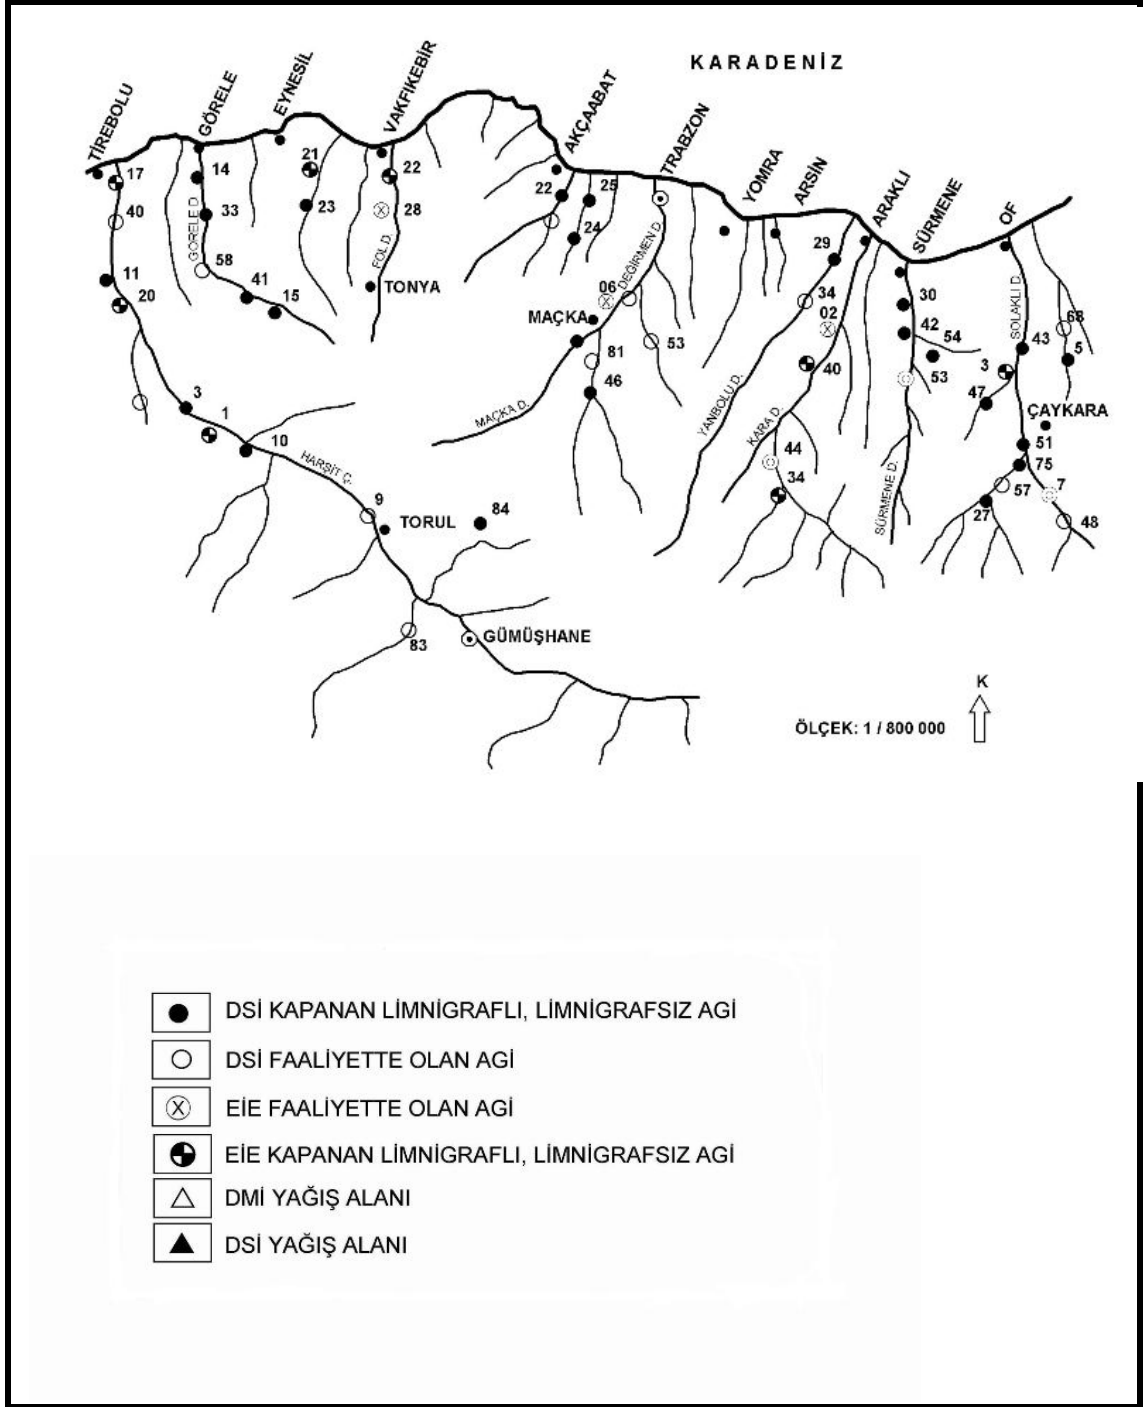 KARADENİZ
TİREBOLU
GÖRELE
EYNESİL
VAKFIKEBİR
AKÇAABAT
TRABZON
YOMRA
ARSİN
ARAKLI
SÜRMENE
OF
17
14
21
22
22
25
40
33
23
28
24
29
GÖRELE D.
FOL D.
DEĞİRMEN D.
SOLAKLI D.
58
11
20
41
15
TONYA
06
34
02
30
42
54
43
68
5
MAÇKA
81
53
40
53
3
47
46
3
1
10
MAÇKA D.
YANBOLU D.
KARA D.
ÇAYKARA
51
75
44
34
SÜRMENE D.
57
7
27
48
HARŞİT Ç.
9
TORUL
84
83
GÜMÜŞHANE
K
ÖLÇEK: 1 / 800 000
DSİ KAPANAN LİMNİGRAFLI, LİMNİGRAFSIZ AGİ
DSİ FAALİYETTE OLAN AGİ
X EİE FAALİYETTE OLAN AGİ
EİE KAPANAN LİMNİGRAFLI, LİMNİGRAFSIZ AGİ
DMİ YAĞIŞ ALANI
DSİ YAĞIŞ ALANI